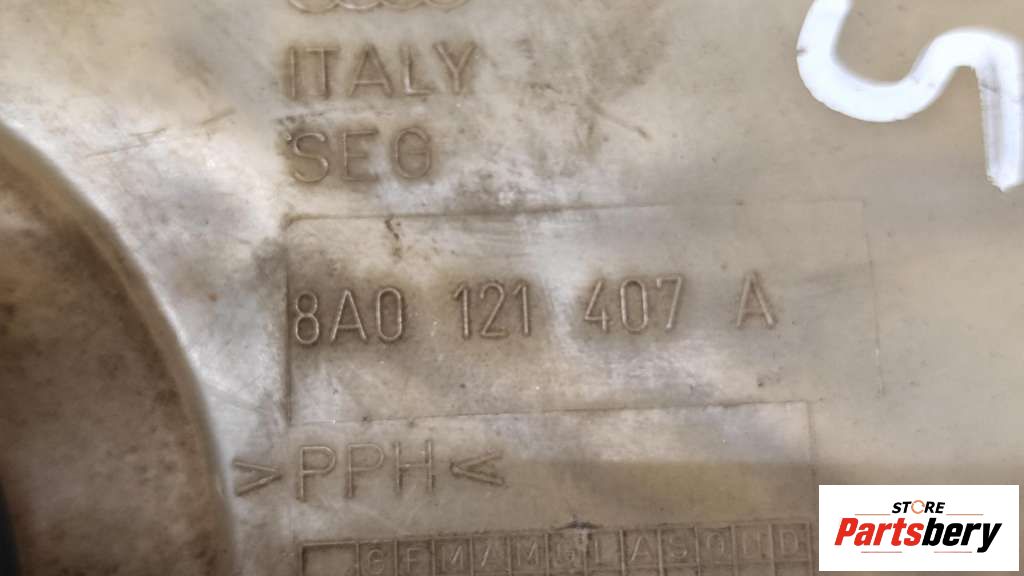 ITALY
SEG
8A0 121 407 A
>PPH<
G F M A M G L A S O N D
STORE
Partsbery